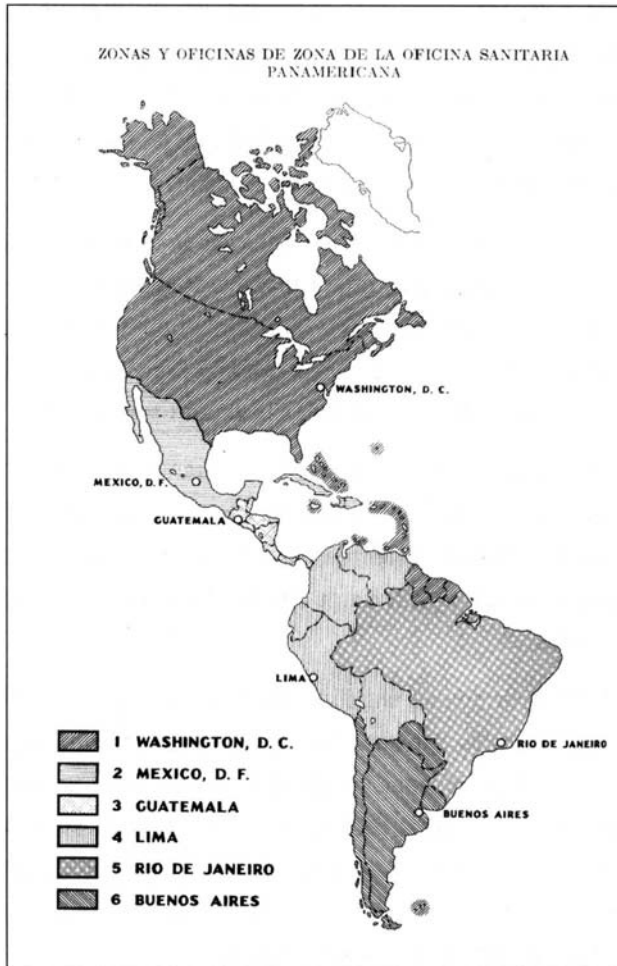 ZONAS Y OFICINAS DE ZONA DE LA OFICINA SANITARIA
PANAMERICANA
WASHINGTON, D. C.
MEXICO, D. F.
GUATEMALA
LIMA
RIO DE JANEIRO
BUENOS AIRES
1 WASHINGTON, D. C.
2 MEXICO, D. F.
3 GUATEMALA
4 LIMA
5 RIO DE JANEIRO
6 BUENOS AIRES